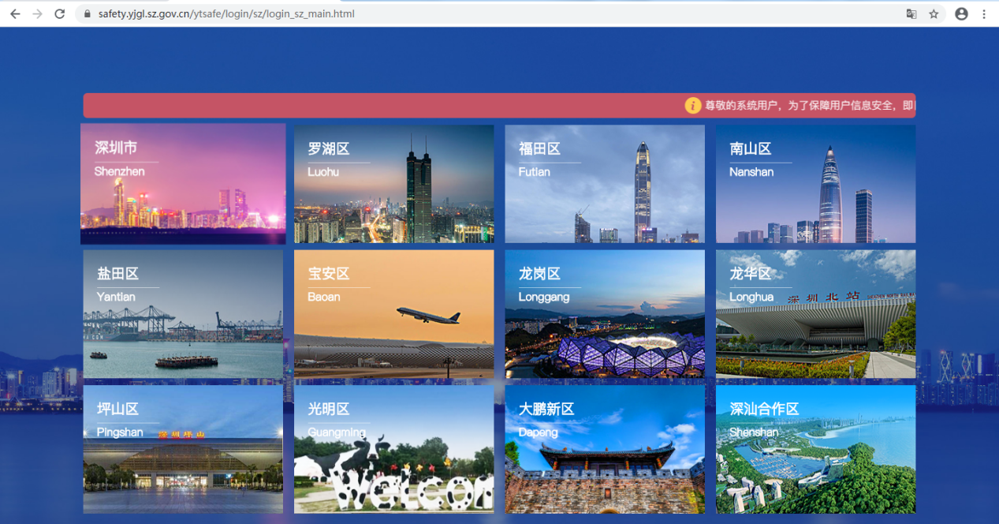 safety.yjgl.sz.gov.cn/ytsafe/login/sz/login_sz_main.html
尊敬的系统用户，为了保障用户信息安全，即
深圳市
Shenzhen
罗湖区
Luohu
福田区
Futian
南山区
Nanshan
盐田区
Yantian
宝安区
Baoan
龙岗区
Longgang
龙华区
Longhua
深圳北站 SHENZHEN NORTH RAILWAY
坪山区
Pingshan
深圳坪山
光明区
Guangming
Welcom
大鹏新区
Dapeng
深汕合作区
Shenshan